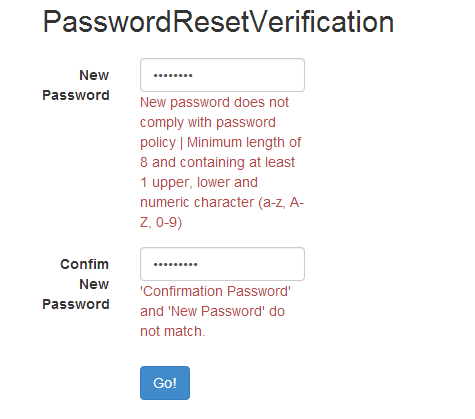 PasswordResetVerification
New
Password
••••••••
New password does not
comply with password
policy | Minimum length of
8 and containing at least
1 upper, lower and
numeric character (a-z, A-
Z, 0-9)
Confim
New
Password
•••••••••
'Confirmation Password'
and 'New Password' do
not match.
Go!